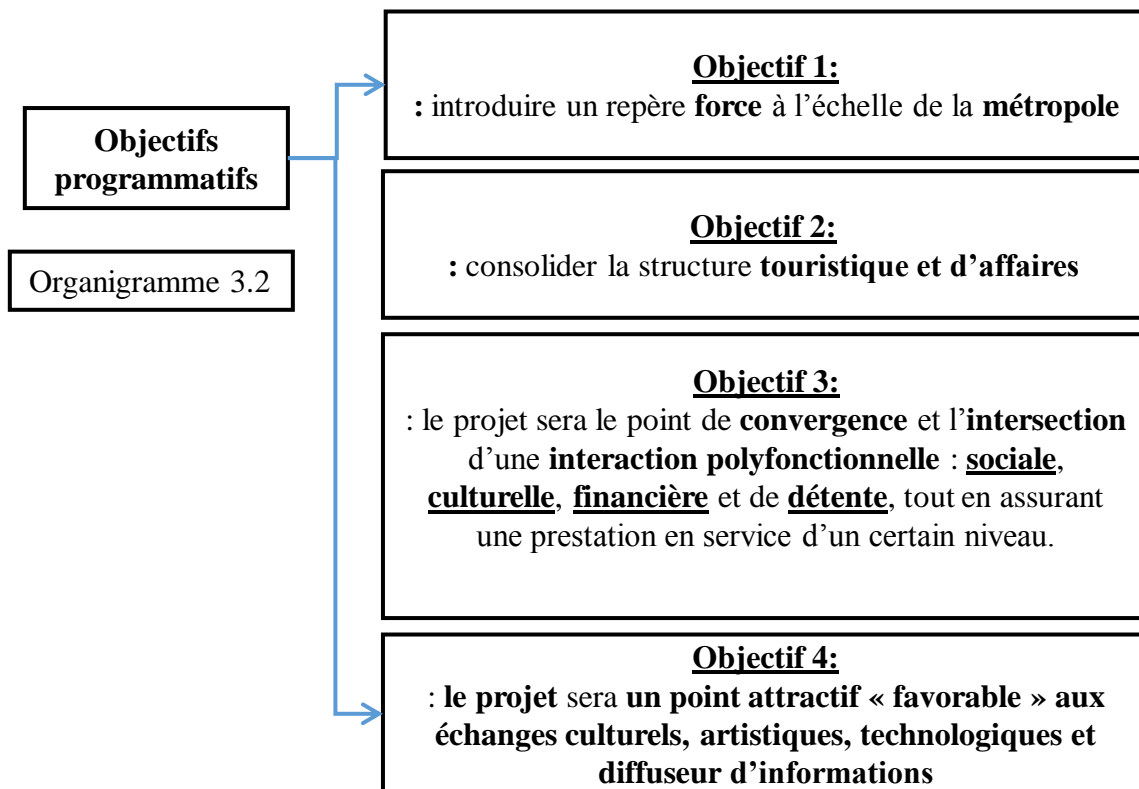 Objectifs
programmatifs
Organigramme 3.2
Objectif 1:
: introduire un repère force à l’échelle de la métropole
Objectif 2:
: consolider la structure touristique et d’affaires
Objectif 3:
: le projet sera le point de convergence et l’intersection
d’une interaction polyfonctionnelle : sociale,
culturelle, financière et de détente, tout en assurant
une prestation en service d’un certain niveau.
Objectif 4:
: le projet sera un point attractif « favorable » aux
échanges culturels, artistiques, technologiques et
diffuseur d’informations